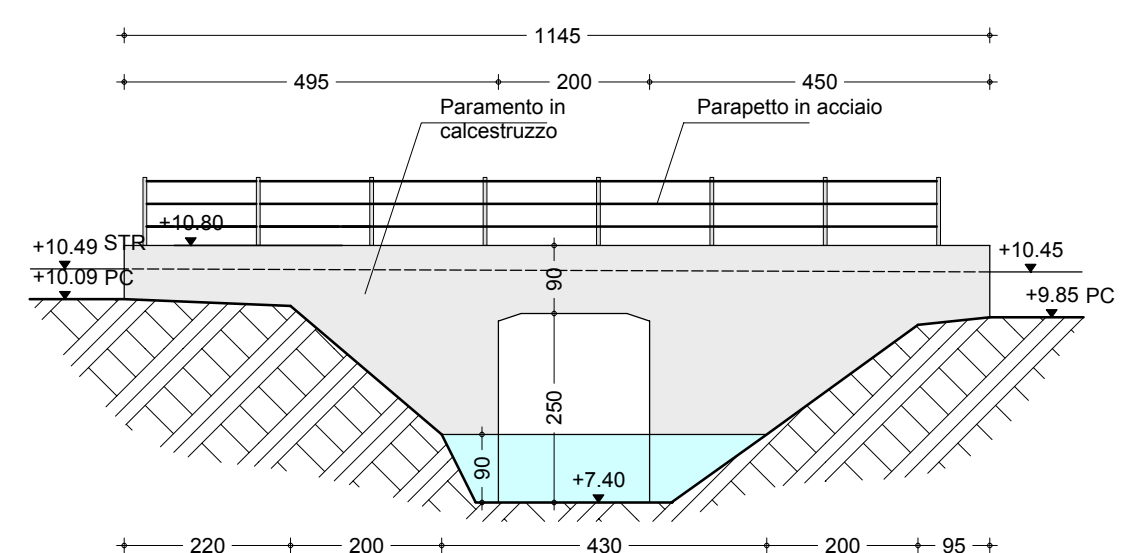 1145
495
200
450
Paramento in
calcestruzzo
Parapetto in acciaio
+10.80
+10.49 STR
+10.45
+10.09 PC
+9.85 PC
90
250
90
+7.40
220
200
430
200
95